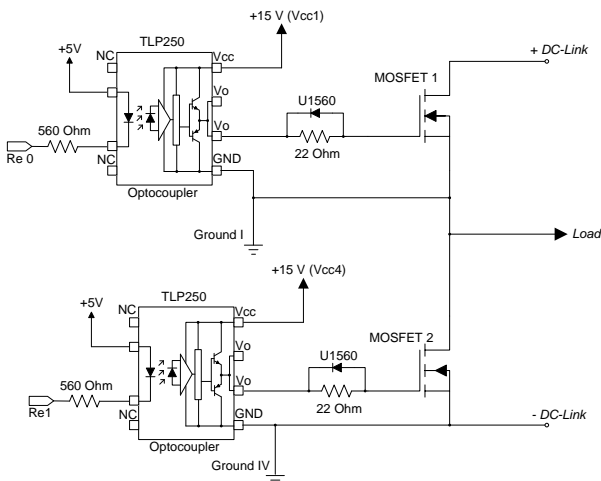 +15 V (Vcc1)
TLP250
+5V
NC
Vcc
Vo
Vo
GND
NC
560 Ohm
Re 0
Optocoupler
U1560
22 Ohm
MOSFET 1
+ DC-Link
Ground I
Load
+15 V (Vcc4)
TLP250
+5V
NC
Vcc
Vo
Vo
GND
NC
560 Ohm
Re1
Optocoupler
U1560
22 Ohm
MOSFET 2
- DC-Link
Ground IV